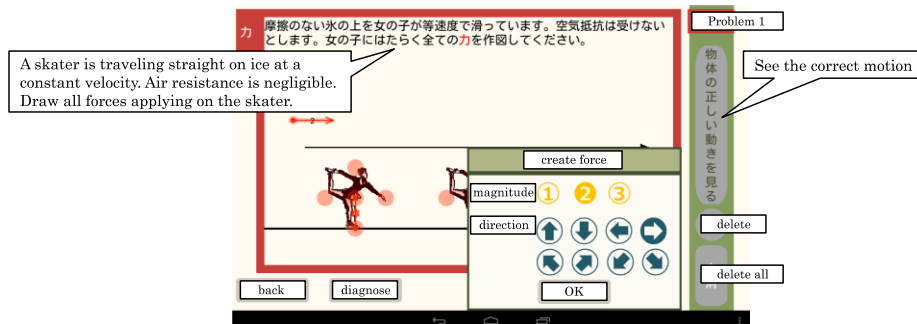 力
摩擦のない氷の上を女の子が等速度で滑っています。空気抵抗は受けない
とします。女の子にはたらく全ての力を作図してください。
Problem 1
A skater is traveling straight on ice at a
constant velocity. Air resistance is negligible.
Draw all forces applying on the skater.
See the correct motion
物体の正しい動きを見る
2
create force
magnitude
1
2
3
direction
delete
delete all
back
diagnose
OK